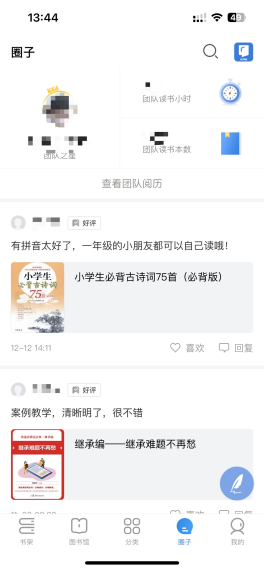 13:44
49
圈子
团队读书小时
团队之星
团队读书本数
查看团队阅历
好评
有拼音太好了，一年级的小朋友都可以自己读哦！
小学生
必背古诗词
75首
小学生必背古诗词75首（必背版）
12-12 14:11
喜欢
回复
好评
案例教学，清晰明了，很不错
继承编
继承难题不再愁
继承编——继承难题不再愁
喜欢
回复
书架
图书馆
分类
圈子
我的